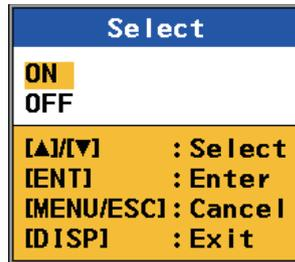 Select
ON
OFF
[▲]/[▼] : Select
[ENT] : Enter
[MENU/ESC] : Cancel
[DISP] : Exit